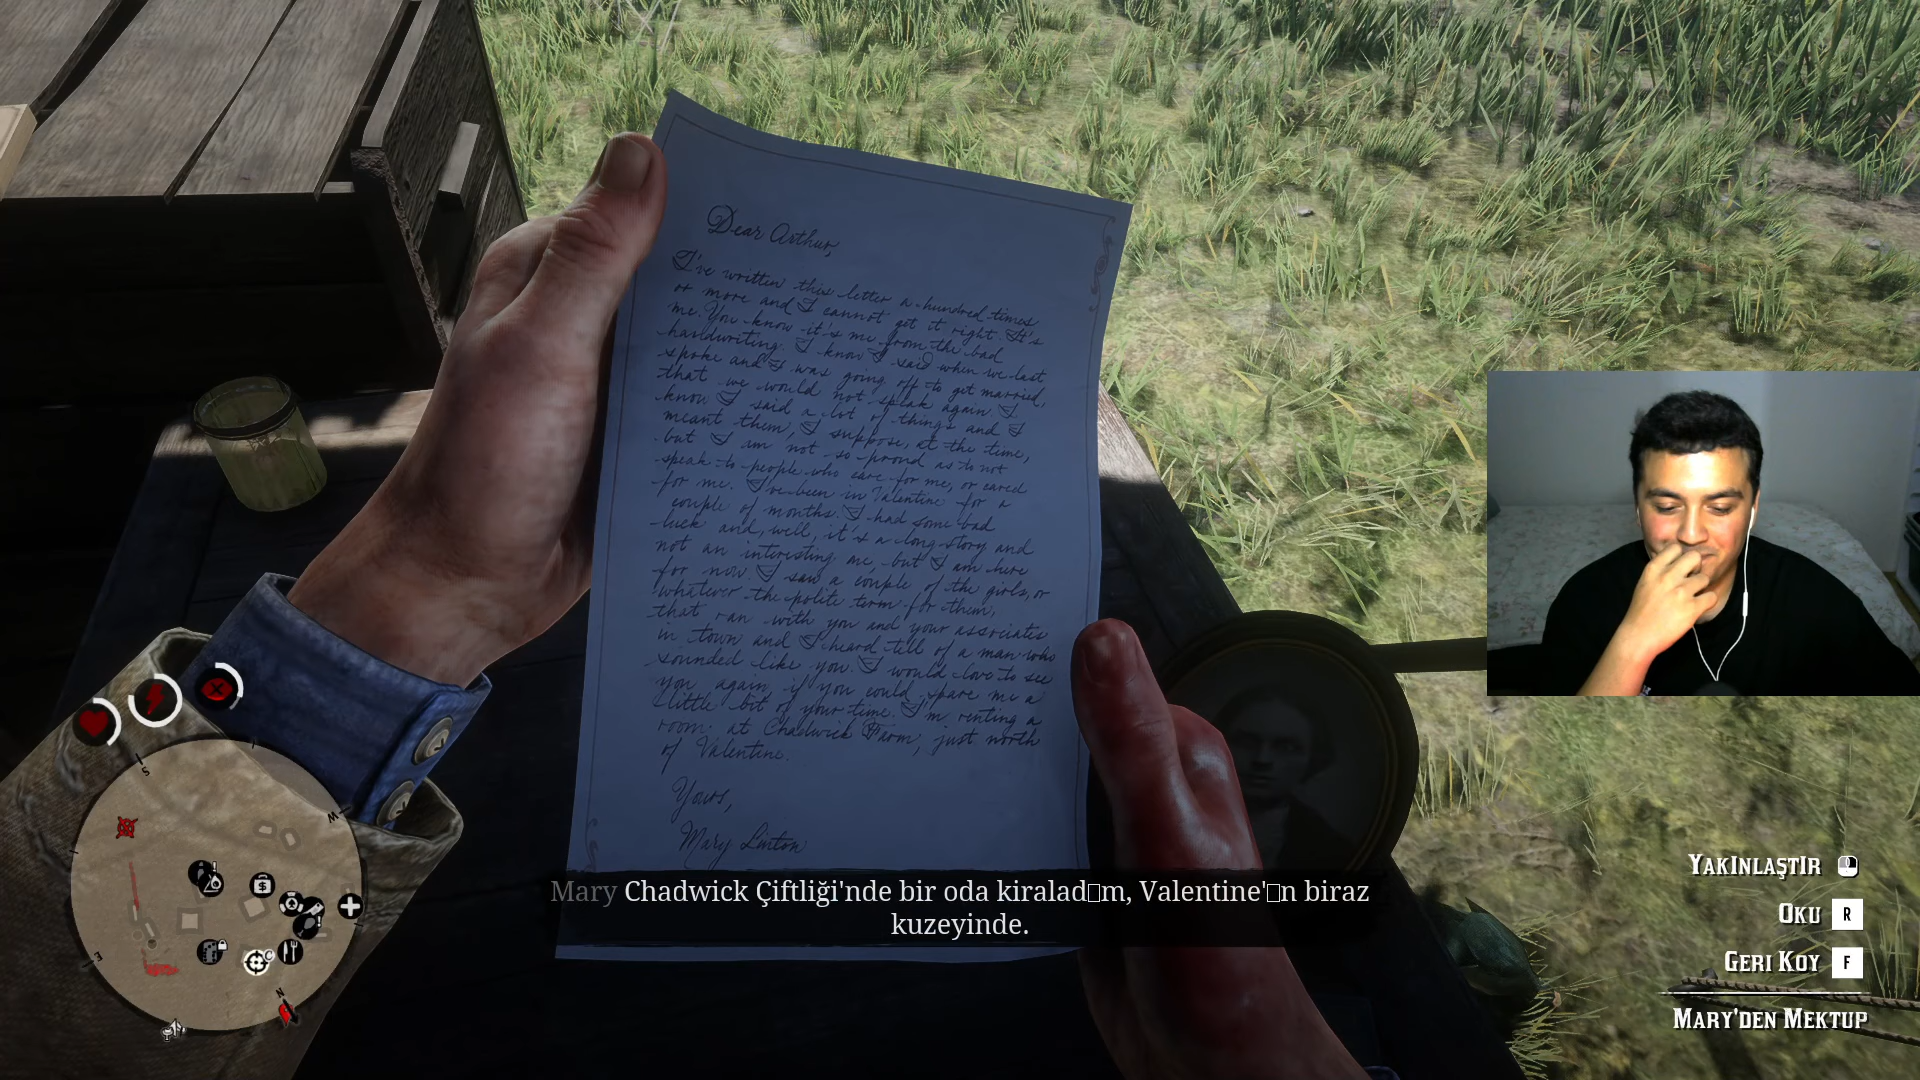 Dear Arthur,
I've written this letter a hundred times
or more and I cannot get it right. It's
me. You know it's me from the bad
handwriting. I know I said when we last
spoke and I was going off to get married,
that we would not speak again. I
know I said a lot of things and I
meant them, I suppose, at the time,
but I am not so proud as to not
speak to people who care for me, or cared
for me. I've been in Valentine for a
couple of months. I had some bad
luck and, well, it's a long story and
not an interesting one, but I am here
for now. I saw a couple of the girls, or
whatever the polite term for them,
that ran with you and your associates
in town and I heard tell of a man who
sounded like you. I would love to see
you again, if you could spare me a
little bit of your time. I'm renting a
room at Chadwick Farm, just north
of Valentine.
Yours,
Mary Linton
Mary Chadwick Çiftliği'nde bir oda kiralad□m, Valentine'□n biraz
kuzeyinde.
YAKINLAŞTIR
OKU R
GERI KOY F
MARY'DEN MEKTUP
S
W
E
N